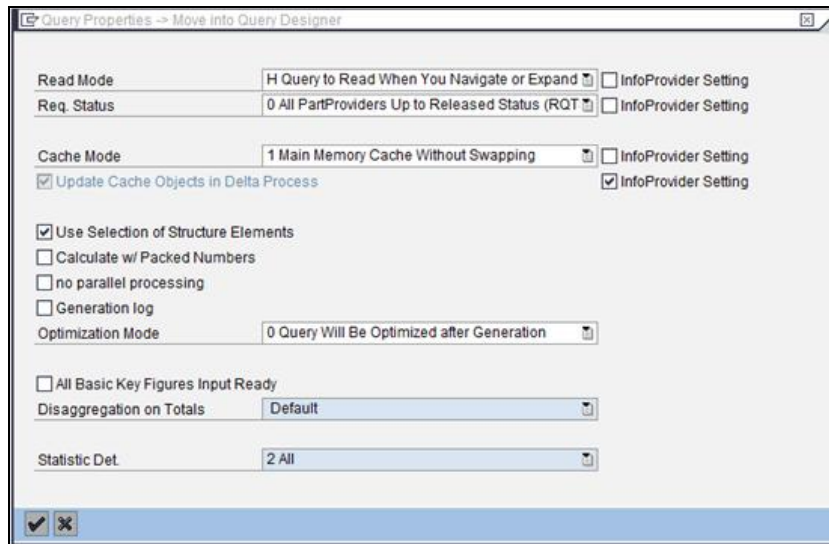 Query Properties -> Move into Query Designer
Read Mode H Query to Read When You Navigate or Expand InfoProvider Setting
Req. Status 0 All PartProviders Up to Released Status (RQT InfoProvider Setting
Cache Mode 1 Main Memory Cache Without Swapping InfoProvider Setting
Update Cache Objects in Delta Process InfoProvider Setting
Use Selection of Structure Elements
Calculate w/ Packed Numbers
no parallel processing
Generation log
Optimization Mode 0 Query Will Be Optimized after Generation
All Basic Key Figures Input Ready
Disaggregation on Totals Default
Statistic Det. 2 All